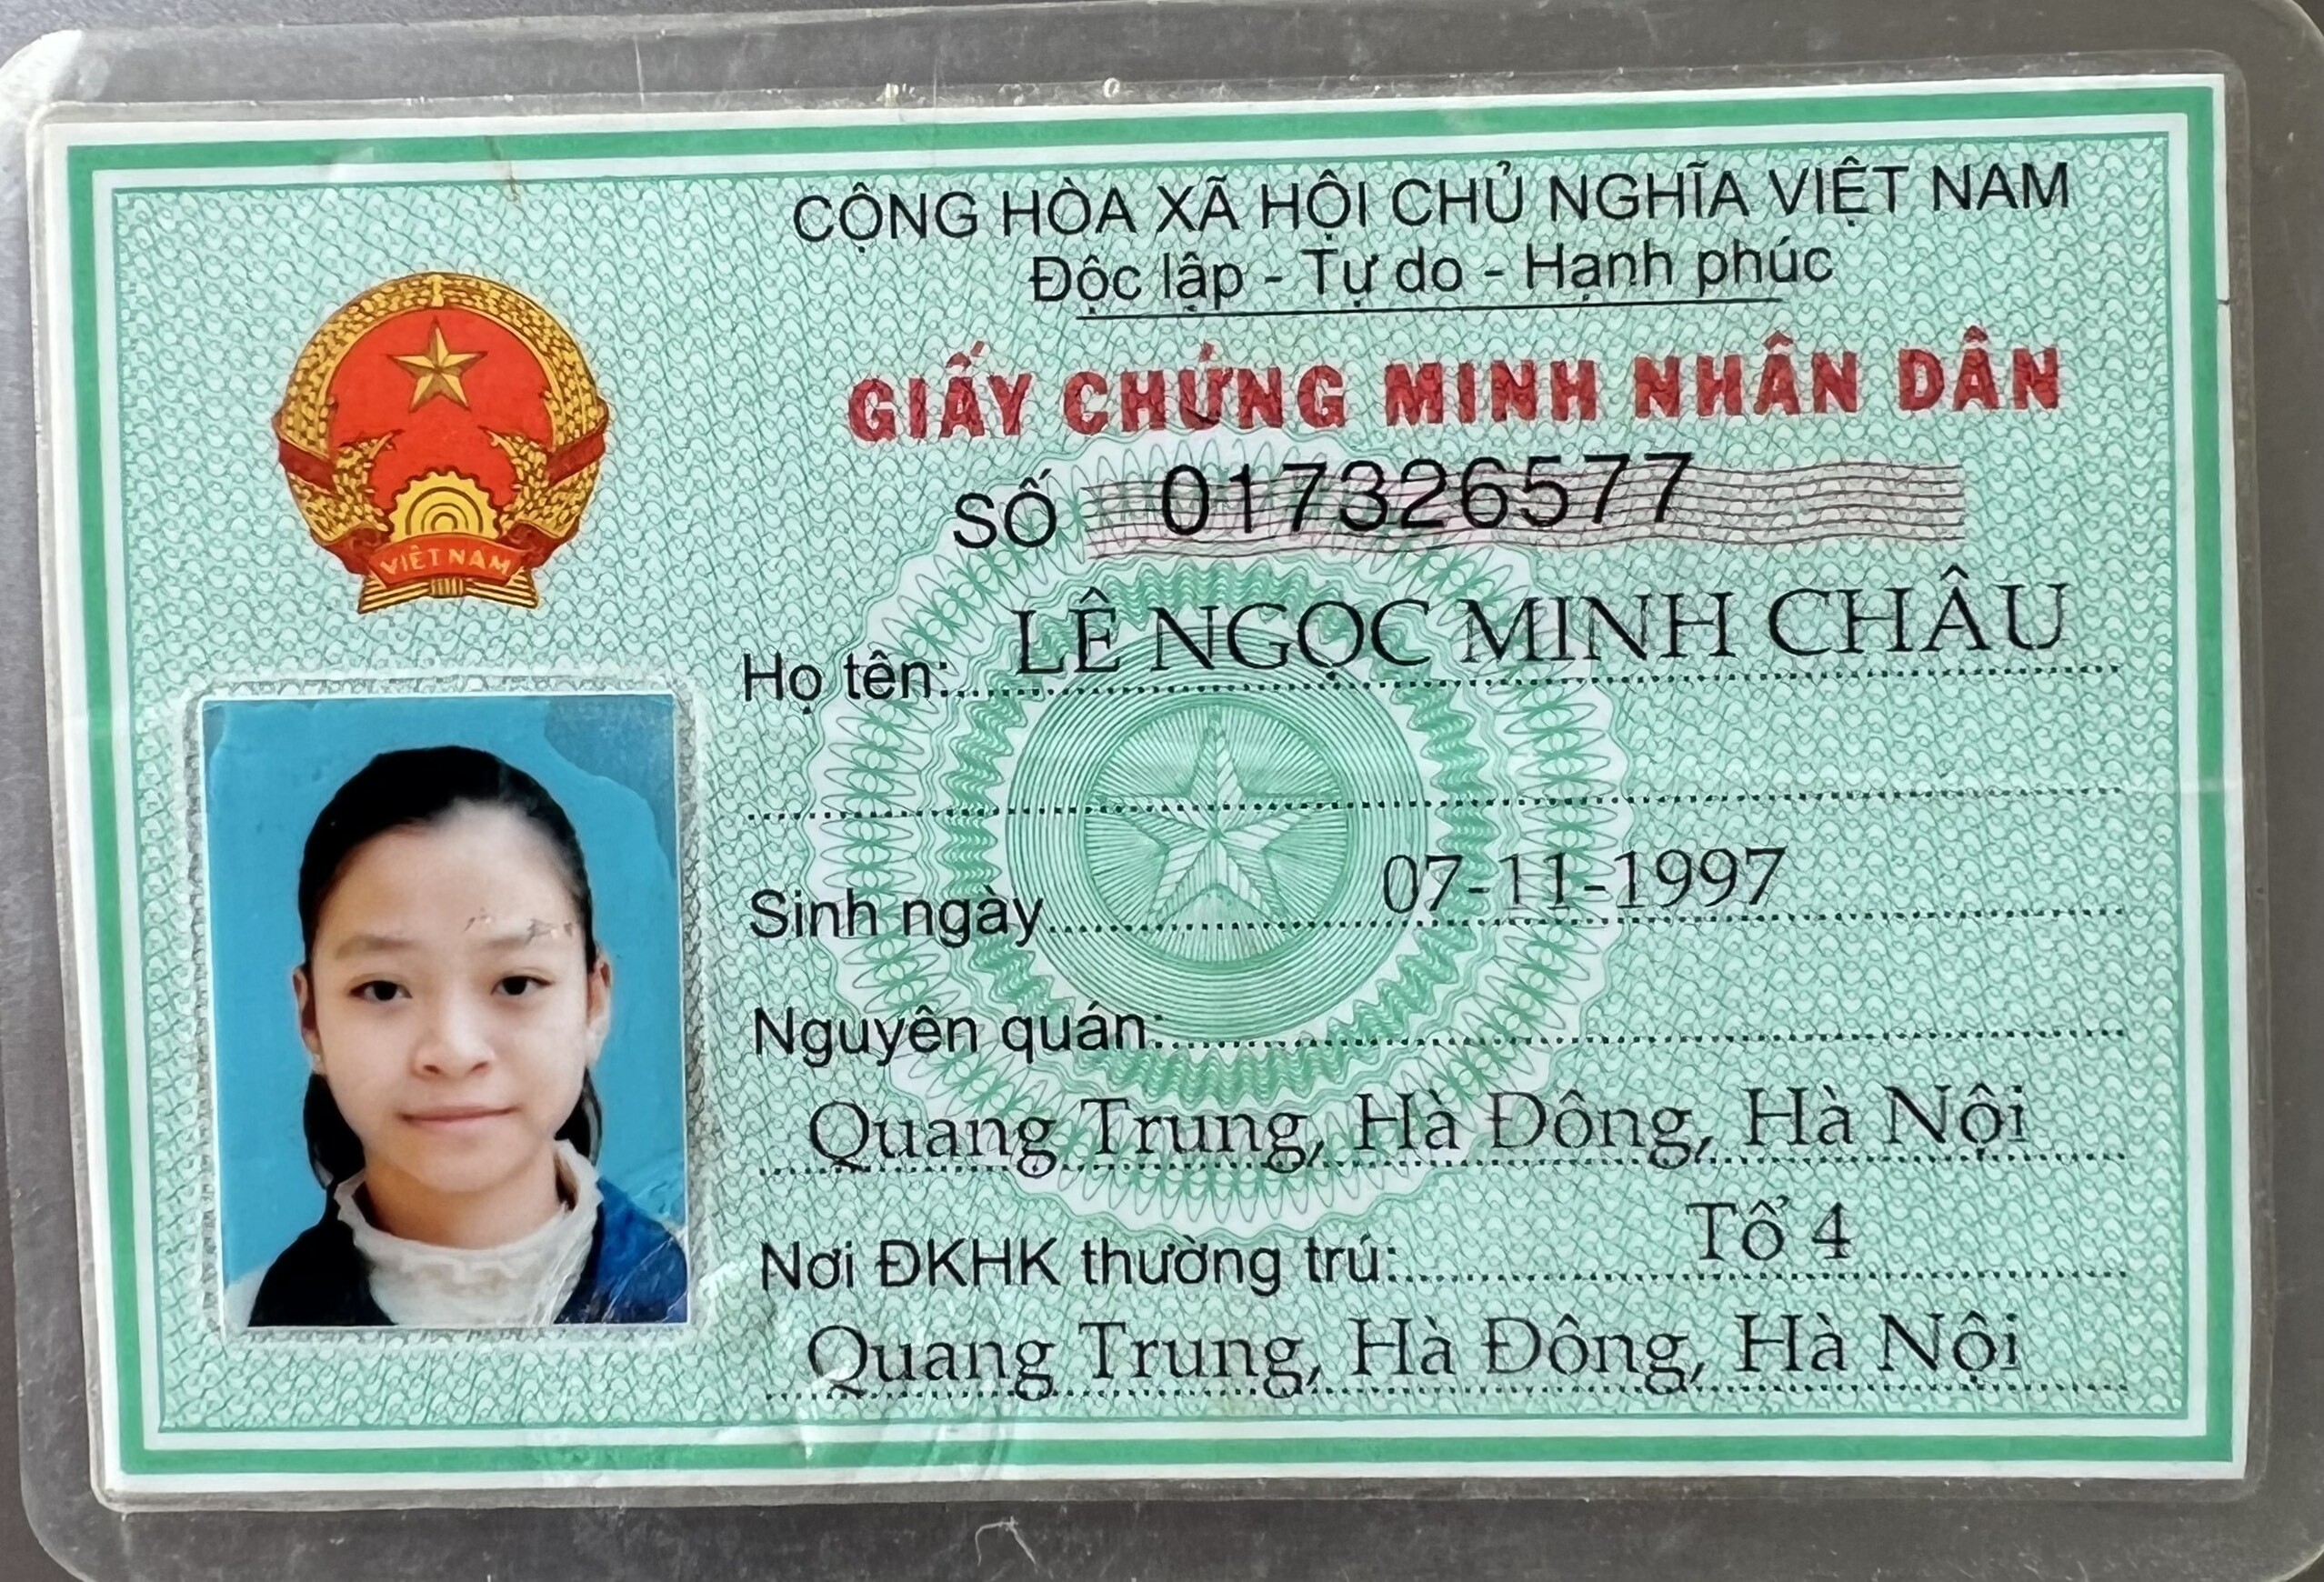 CỘNG HÒA XÃ HỘI CHỦ NGHĨA VIỆT NAM
Độc lập - Tự do - Hạnh phúc
GIẤY CHỨNG MINH NHÂN DÂN
SỐ 017326577
VIỆT NAM
Họ tên: LÊ NGỌC MINH CHÂU
Sinh ngày 07-11-1997
Nguyên quán:
Quang Trung, Hà Đông, Hà Nội
Nơi ĐKHK thường trú: Tổ 4
Quang Trung, Hà Đông, Hà Nội